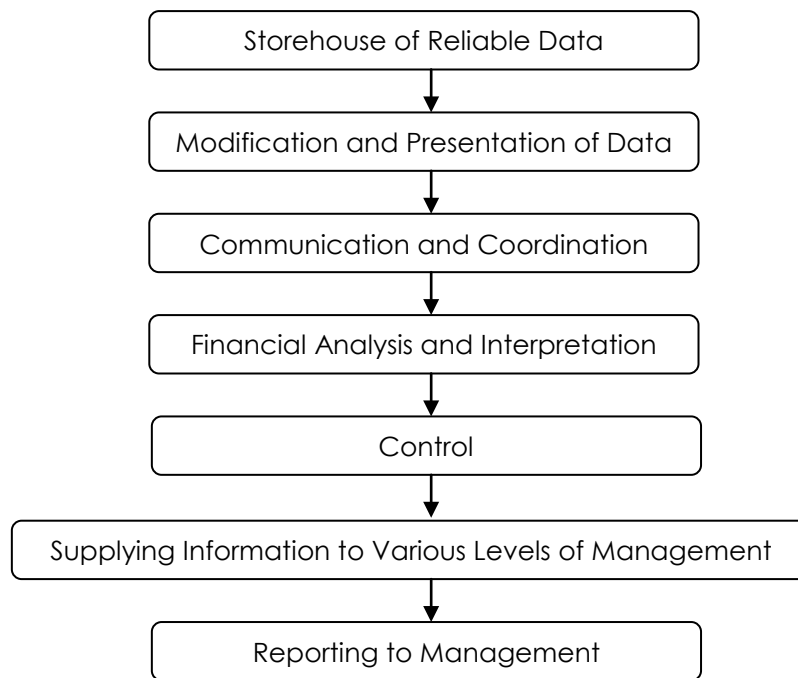 Storehouse of Reliable Data
Modification and Presentation of Data
Communication and Coordination
Financial Analysis and Interpretation
Control
Supplying Information to Various Levels of Management
Reporting to Management